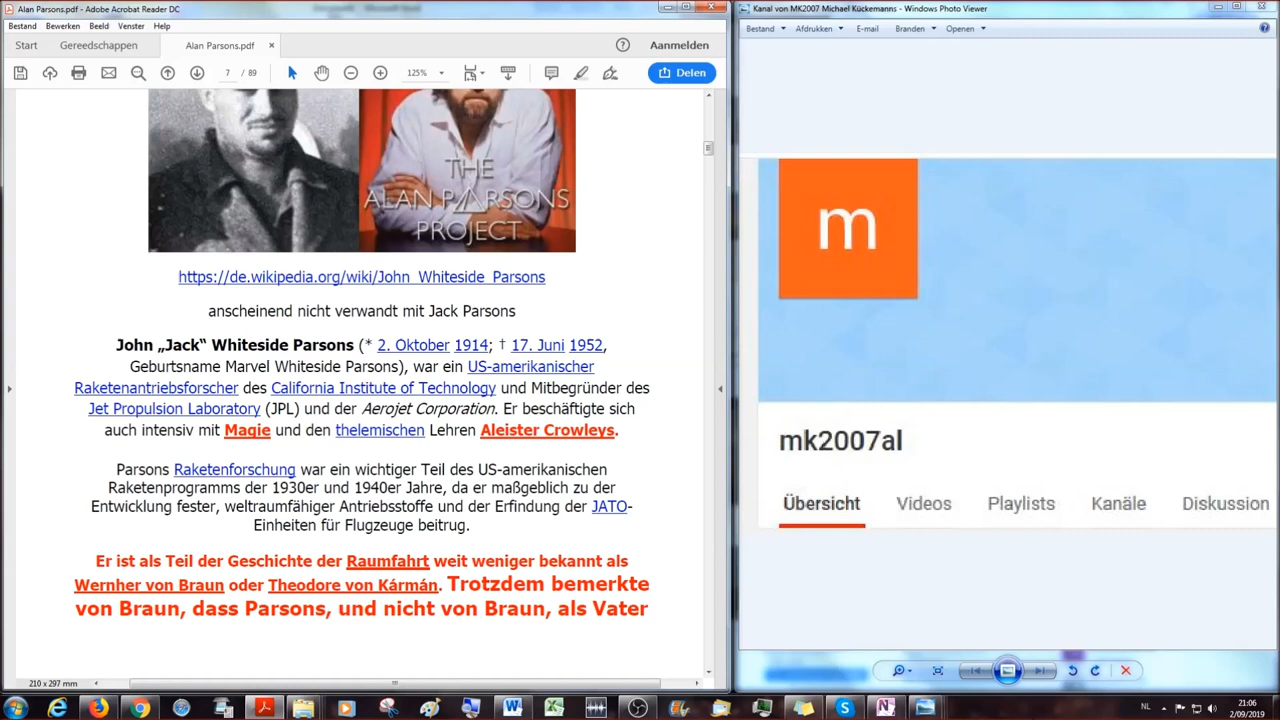 Alan Parsons.pdf - Adobe Acrobat Reader DC
Bestand Bewerken Beeld Venster Help
Start Gereedschappen Alan Parsons.pdf × Aanmelden
7 / 89 125% Delen
THE
ALAN PARSONS
PROJECT
https://de.wikipedia.org/wiki/John_Whiteside_Parsons
anscheinend nicht verwandt mit Jack Parsons
John „Jack“ Whiteside Parsons (* 2. Oktober 1914; † 17. Juni 1952,
Geburtsname Marvel Whiteside Parsons), war ein US-amerikanischer
Raketenantriebsforscher des California Institute of Technology und Mitbegründer des
Jet Propulsion Laboratory (JPL) und der Aerojet Corporation. Er beschäftigte sich
auch intensiv mit Magie und den thelemischen Lehren Aleister Crowleys.
Parsons Raketenforschung war ein wichtiger Teil des US-amerikanischen
Raketenprogramms der 1930er und 1940er Jahre, da er maßgeblich zu der
Entwicklung fester, weltraumfähiger Antriebsstoffe und der Erfindung der JATO-
Einheiten für Flugzeuge beitrug.
Er ist als Teil der Geschichte der Raumfahrt weit weniger bekannt als
Wernher von Braun oder Theodore von Kármán. Trotzdem bemerkte
von Braun, dass Parsons, und nicht von Braun, als Vater
210 x 297 mm
Kanal von MK2007 Michael Kückemanns - Windows Photo Viewer
Bestand Afdrukken E-mail Branden Openen
m
mk2007al
Übersicht Videos Playlists Kanäle Diskussion
NL 21:06
2/09/2019